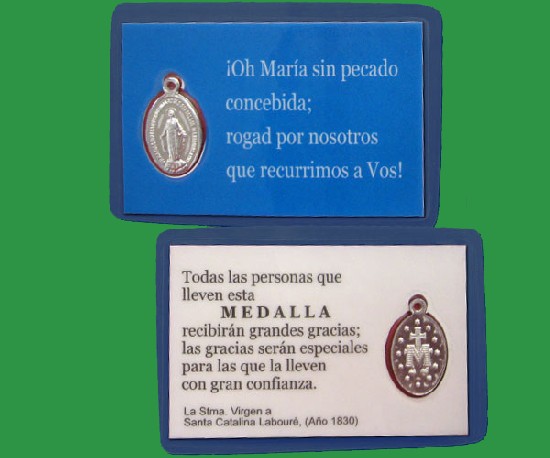 ¡Oh María sin pecado
concebida;
rogad por nosotros
que recurrimos a Vos!
Todas las personas que
lleven esta
MEDALLA
recibirán grandes gracias;
las gracias serán especiales
para las que la lleven
con gran confianza.
La Stma. Virgen a
Santa Catalina Labouré, (Año 1830)